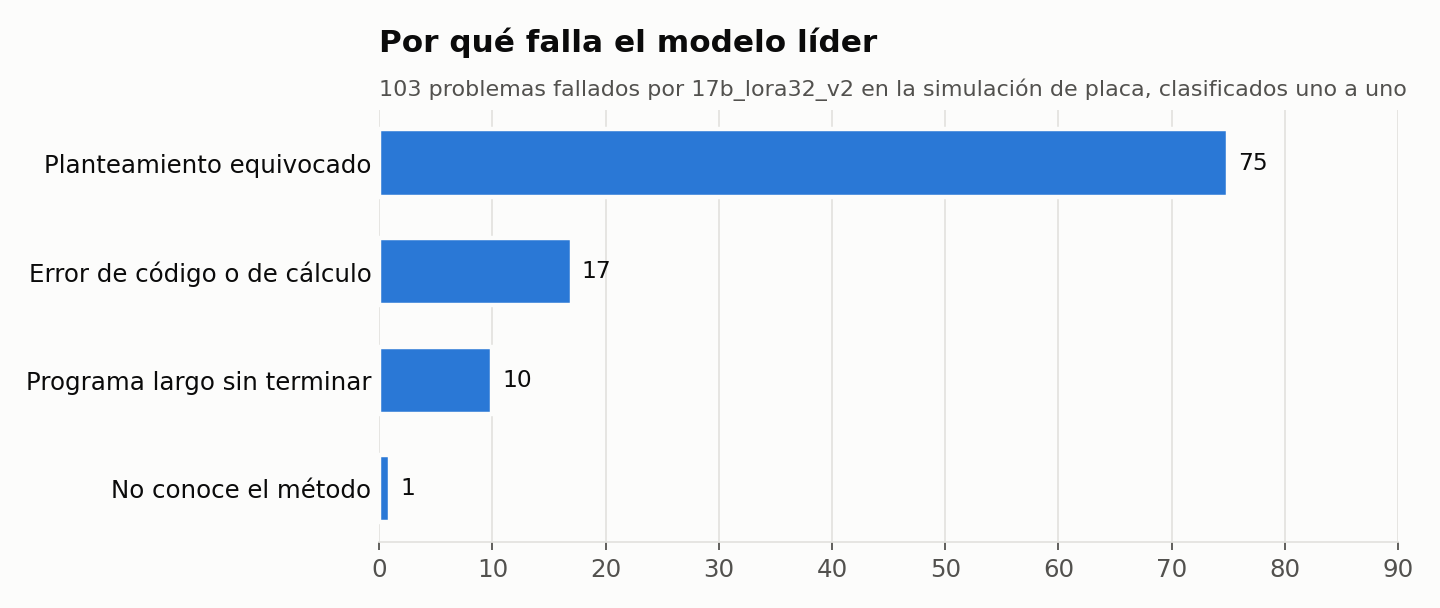 Por qué falla el modelo líder
103 problemas fallados por 17b_lora32_v2 en la simulación de placa, clasificados uno a uno
Planteamiento equivocado 75
Error de código o de cálculo 17
Programa largo sin terminar 10
No conoce el método 1
0 10 20 30 40 50 60 70 80 90